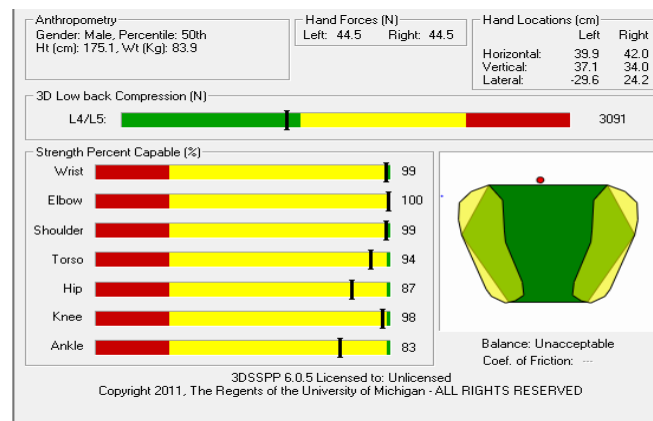 Anthropometry
Gender: Male, Percentile: 50th
Ht (cm): 175.1, Wt (Kg): 83.9
Hand Forces (N)
Left: 44.5 Right: 44.5
Hand Locations (cm)
Left Right
Horizontal: 39.9 42.0
Vertical: 37.1 34.0
Lateral: -29.6 24.2
3D Low back Compression (N)
L4/L5: 3091
Strength Percent Capable (%)
Wrist 99
Elbow 100
Shoulder 99
Torso 94
Hip 87
Knee 98
Ankle 83
Balance: Unacceptable
Coef. of Friction: ---
3DSSPP 6.0.5 Licensed to: Unlicensed
Copyright 2011, The Regents of the University of Michigan - ALL RIGHTS RESERVED